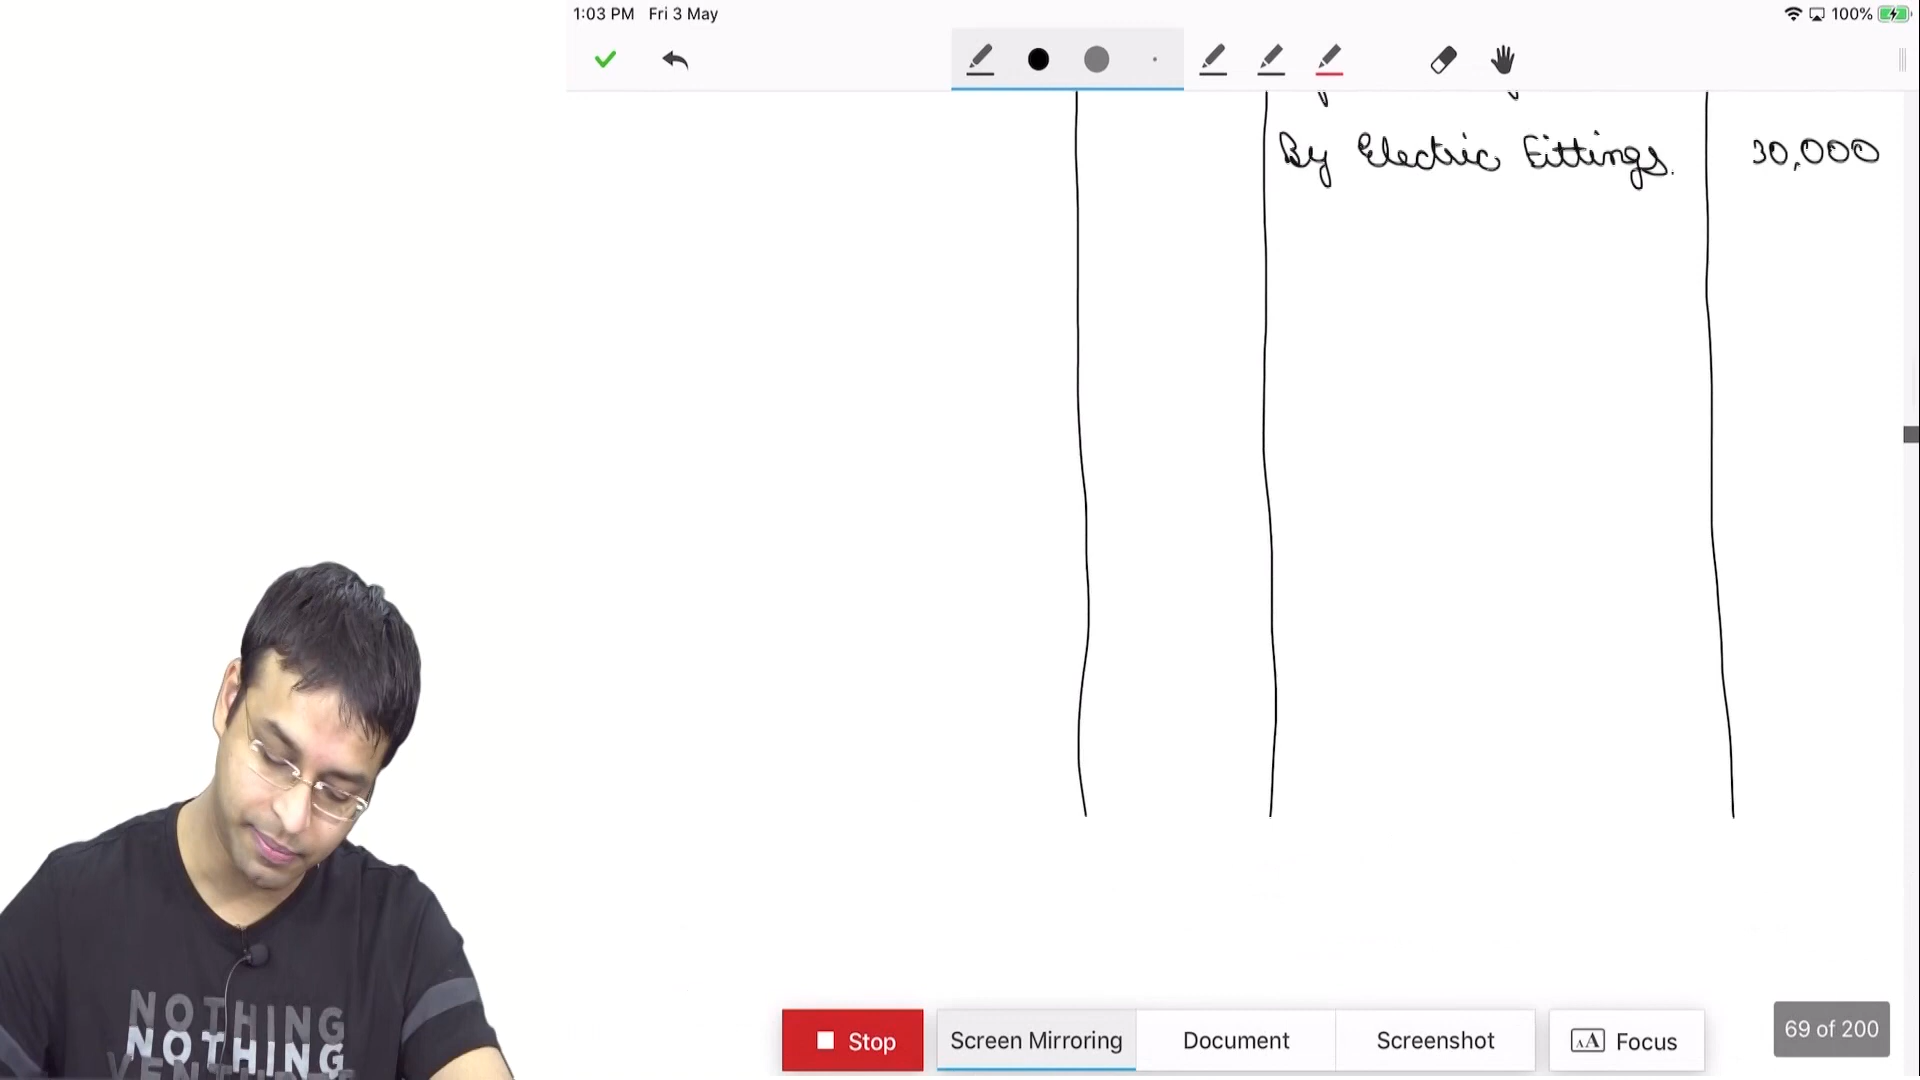 1:03 PM Fri 3 May
100%
By Electric Fittings. 30,000
NOTHING
NOTHING
Stop
Screen Mirroring
Document
Screenshot
AA Focus
69 of 200